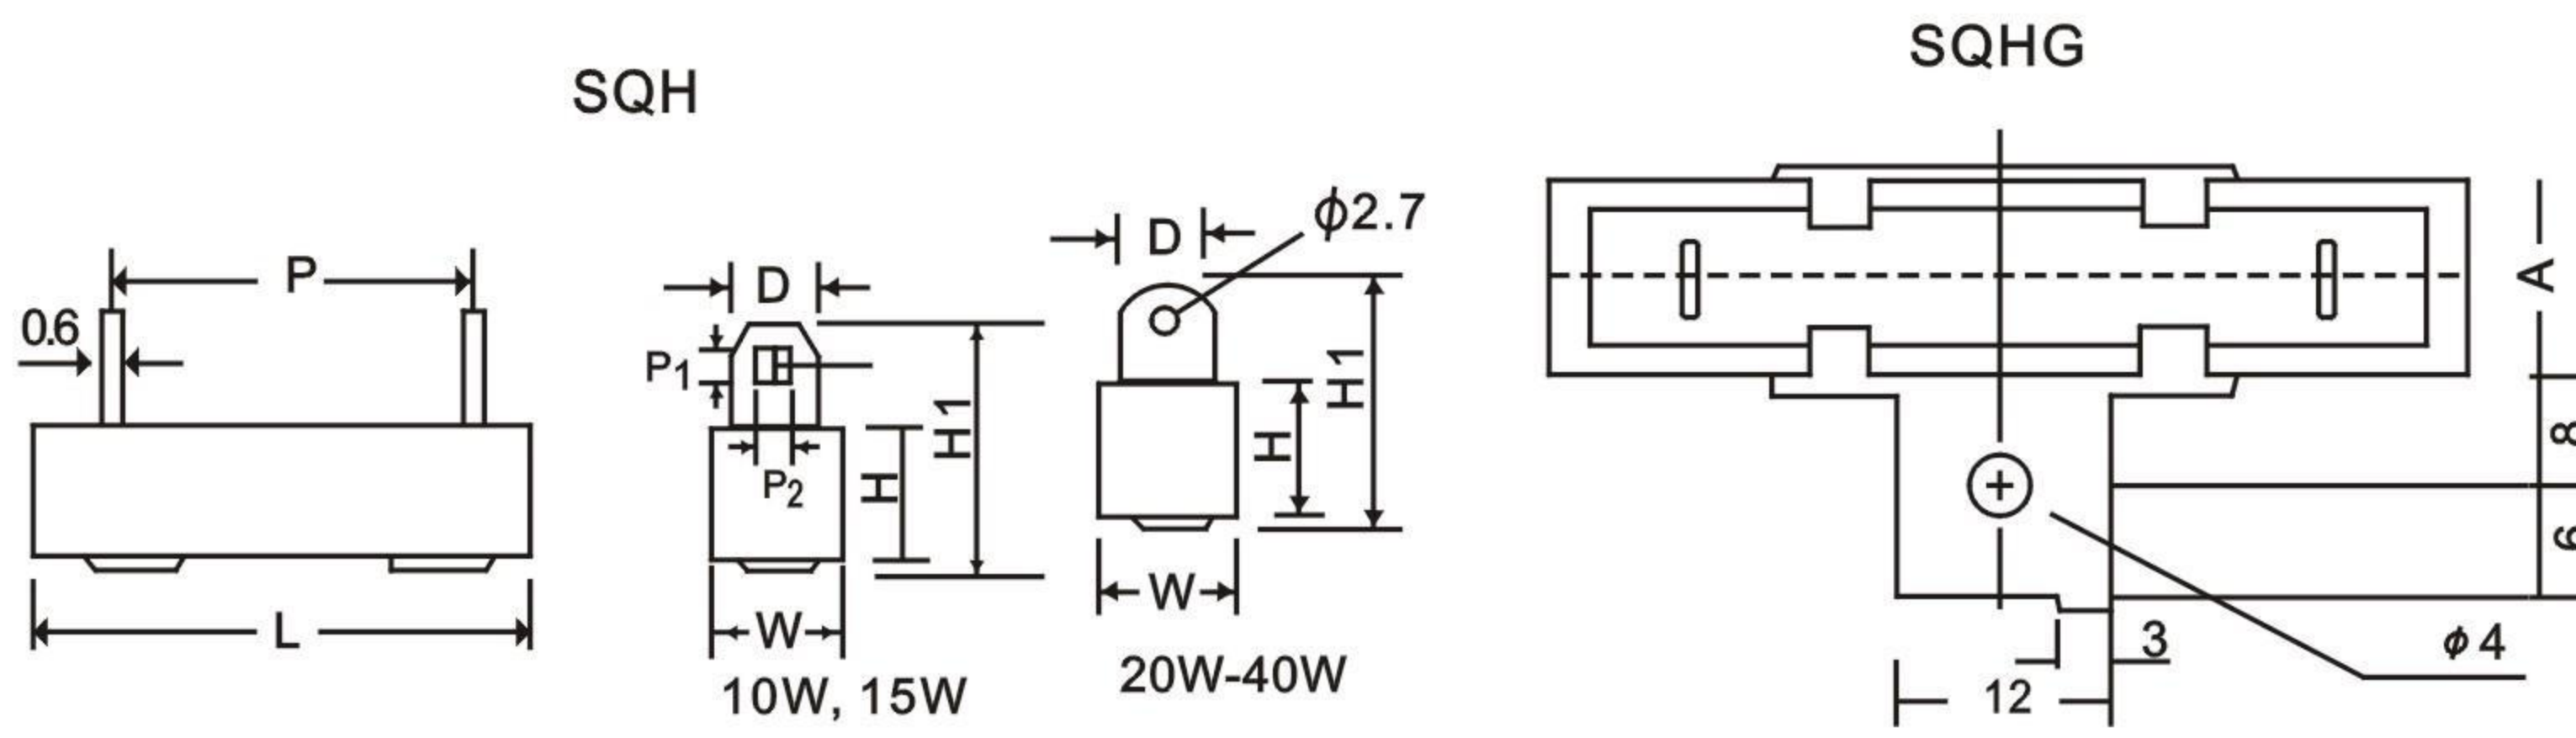 SQH
SQHG
P
0.6
L
D
P1
P2
H
H1
W
10W, 15W
D
ϕ2.7
H
H1
W
20W-40W
A
8
6
3
12
ϕ4